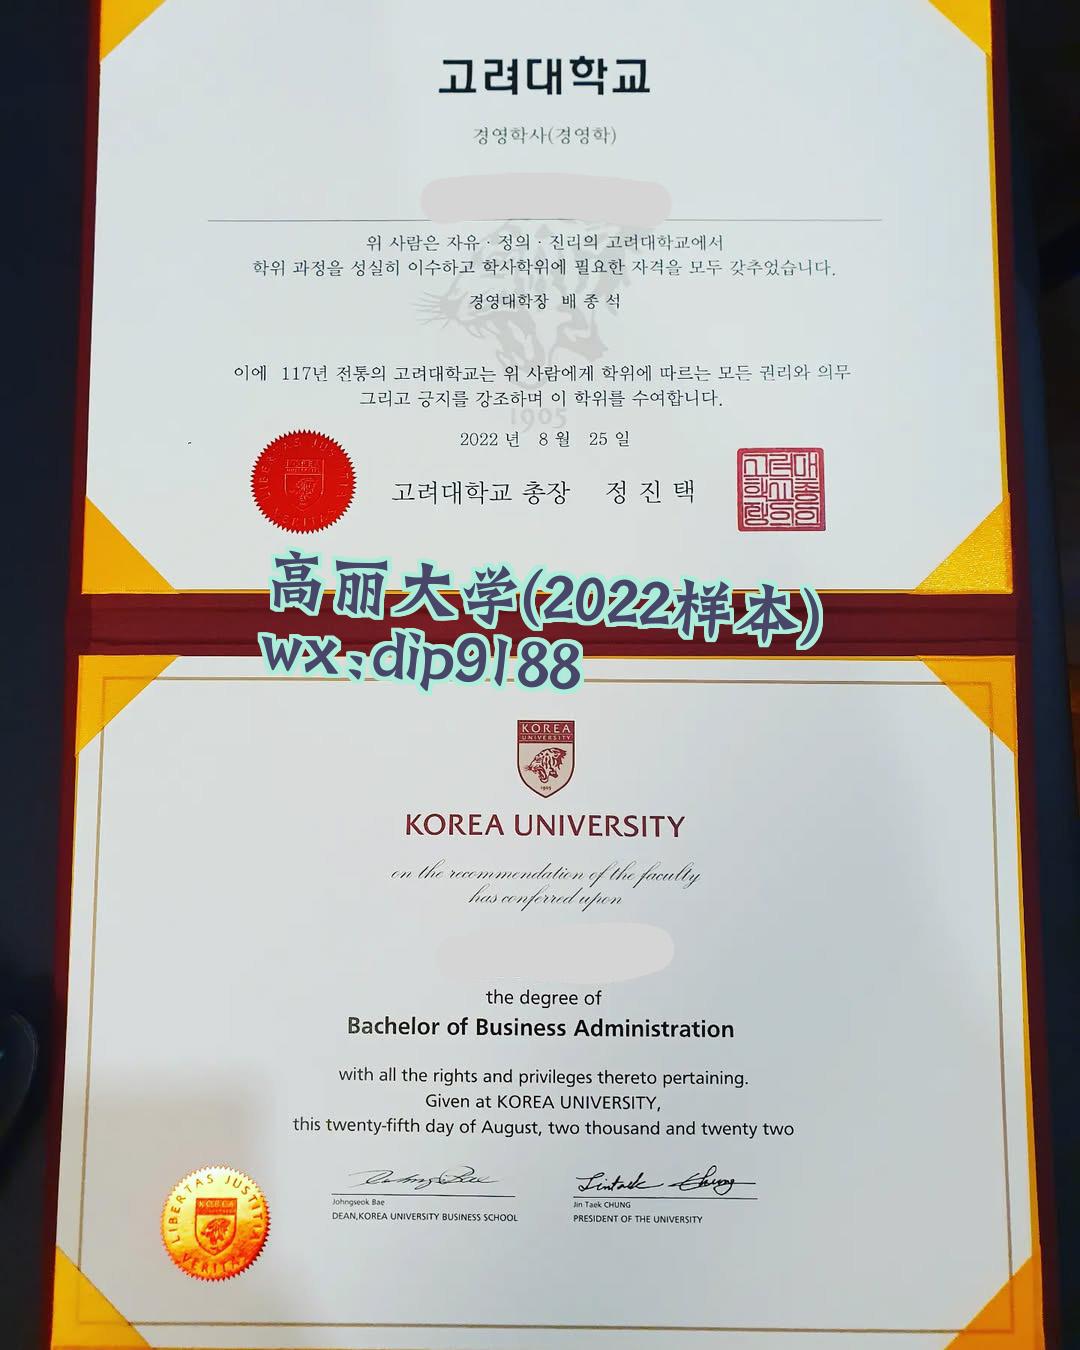 고려대학교
경영학사(경영학)
위 사람은 자유·정의·진리의 고려대학교에서
학위 과정을 성실히 이수하고 학사학위에 필요한 자격을 모두 갖추었습니다.
경영대학장 배 종 석
이에 117년 전통의 고려대학교는 위 사람에게 학위에 따르는 모든 권리와 의무
그리고 긍지를 강조하며 이 학위를 수여합니다.
1905
2022 년 8 월 25 일
고려대학교 총장 정 진 택
LIBERTAS JUSTITIA VERITAS
고려대
학교총
장의인
高丽大学(2022样本)
wx:dip9188
KOREA
UNIVERSITY
1905
KOREA UNIVERSITY
on the recommendation of the faculty
has conferred upon
the degree of
Bachelor of Business Administration
with all the rights and privileges thereto pertaining.
Given at KOREA UNIVERSITY,
this twenty-fifth day of August, two thousand and twenty two
Johngseok Bae
DEAN,KOREA UNIVERSITY BUSINESS SCHOOL
Jin Taek CHUNG
PRESIDENT OF THE UNIVERSITY
LIBERTAS JUSTITIA VERITAS
KOREA